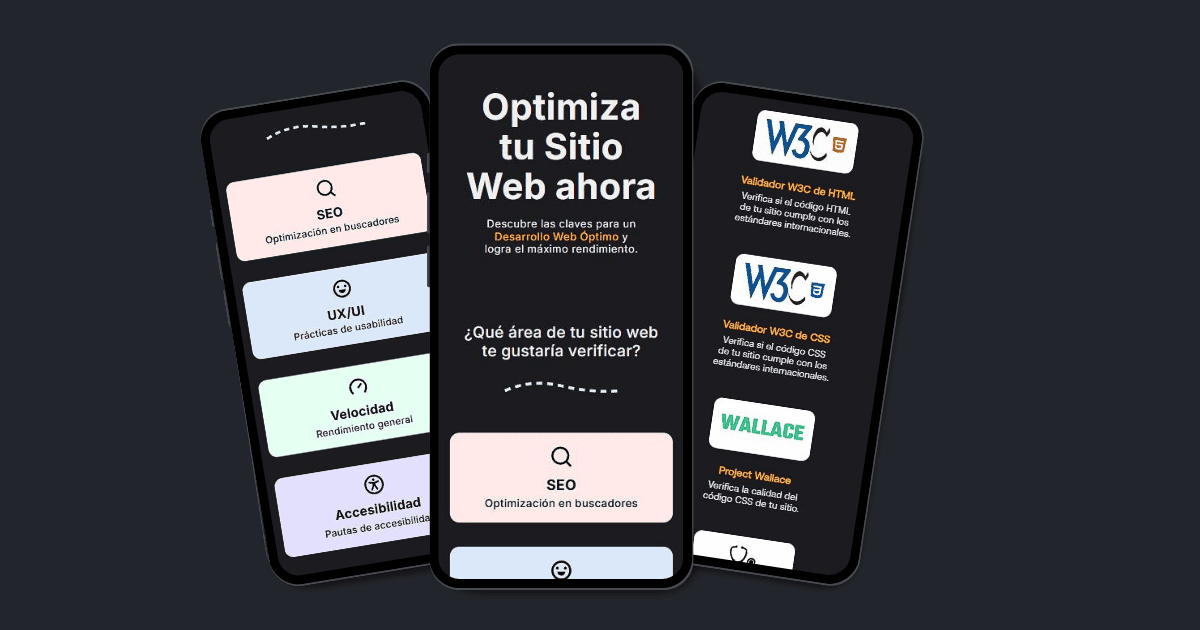 SEO
Optimización en buscadores
UX/UI
Prácticas de usabilidad
Velocidad
Rendimiento general
Accesibilidad
Pautas de
Optimiza
tu Sitio
Web ahora
Descubre las claves para un
Desarrollo Web Óptimo y
logra el máximo rendimiento.
¿Qué área de tu sitio web
te gustaría verificar?
SEO
Optimización en buscadores
W3C 5
Validador W3C de HTML
Verifica si el código HTML
de tu sitio cumple con los
estándares internacionales.
W3C
Validador W3C de CSS
Verifica si el código CSS
de tu sitio cumple con los
estándares internacionales.
WALLACE
Project Wallace
Verifica la calidad del
código CSS de tu sitio.